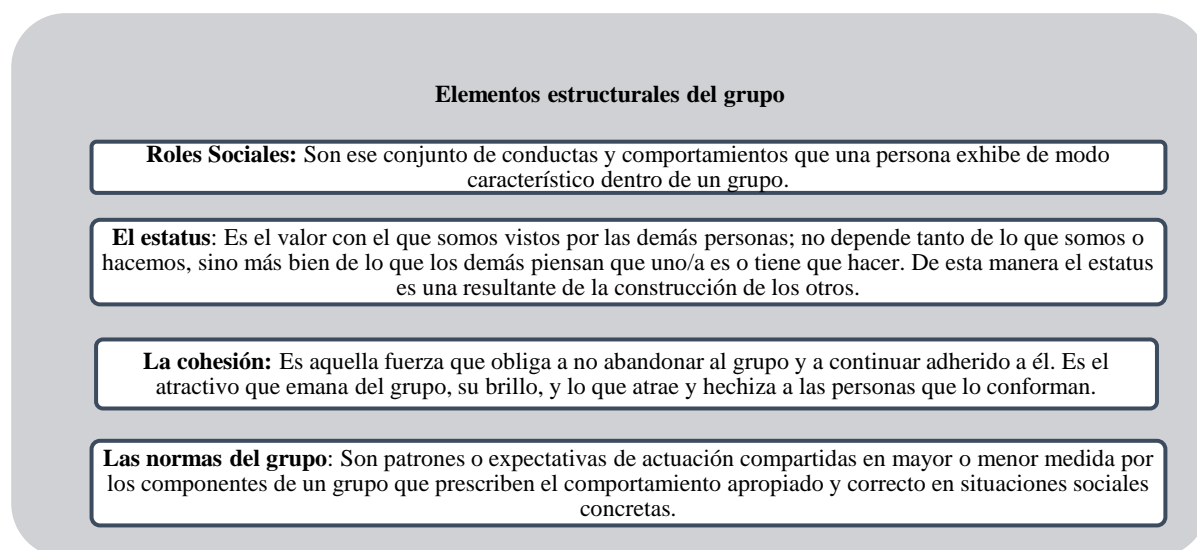 Elementos estructurales del grupo
Roles Sociales: Son ese conjunto de conductas y comportamientos que una persona exhibe de modo
característico dentro de un grupo.
El estatus: Es el valor con el que somos vistos por las demás personas; no depende tanto de lo que somos o
hacemos, sino más bien de lo que los demás piensan que uno/a es o tiene que hacer. De esta manera el estatus
es una resultante de la construcción de los otros.
La cohesión: Es aquella fuerza que obliga a no abandonar al grupo y a continuar adherido a él. Es el
atractivo que emana del grupo, su brillo, y lo que atrae y hechiza a las personas que lo conforman.
Las normas del grupo: Son patrones o expectativas de actuación compartidas en mayor o menor medida por
los componentes de un grupo que prescriben el comportamiento apropiado y correcto en situaciones sociales
concretas.